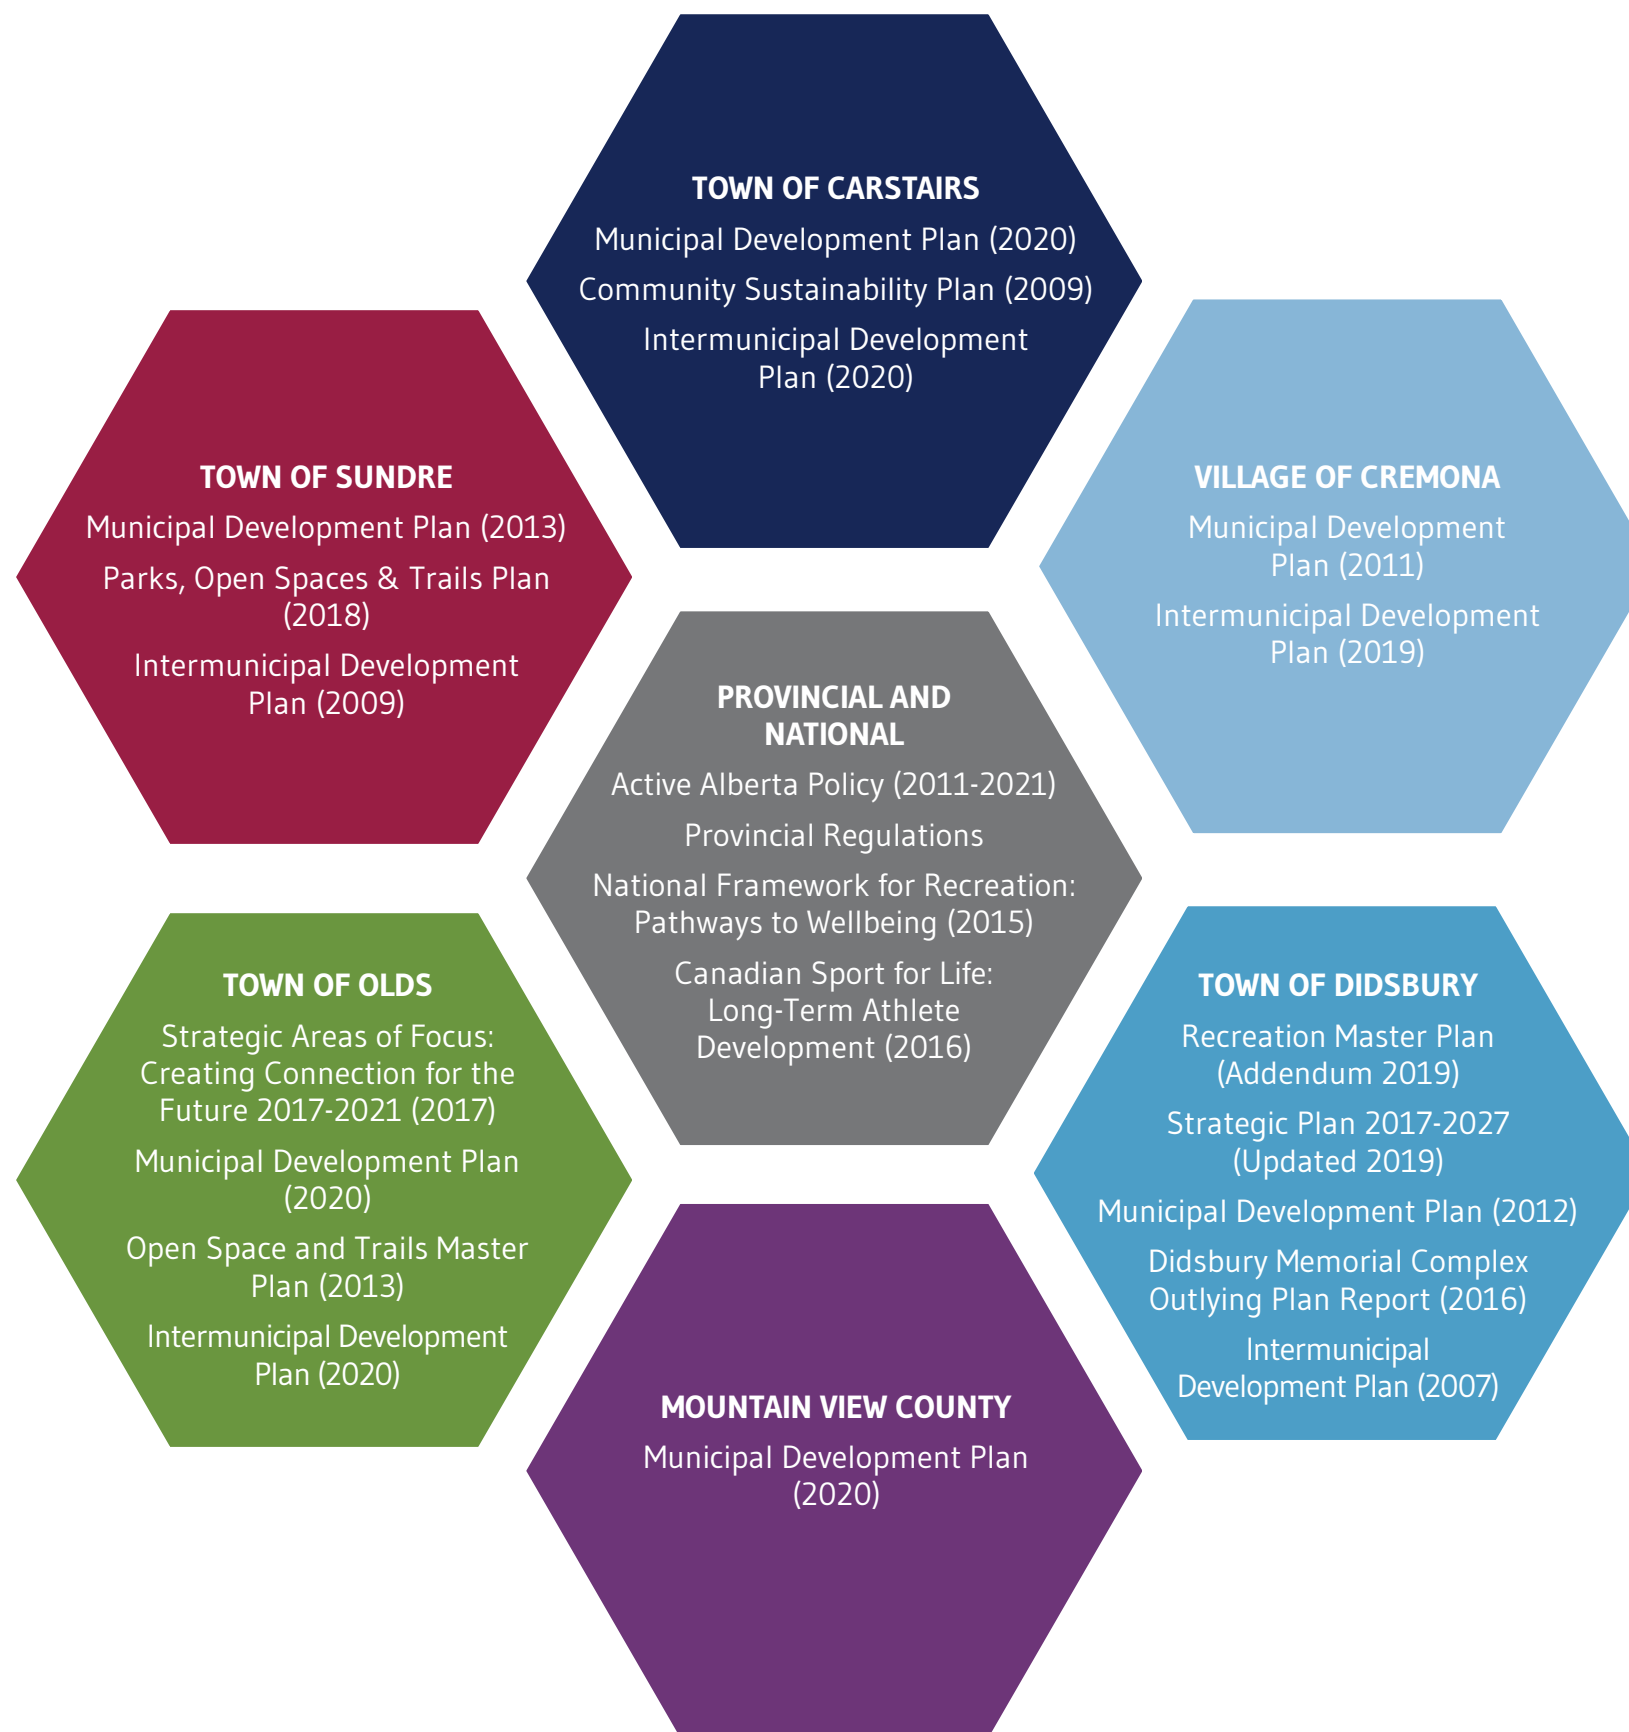 TOWN OF CARSTAIRS
Municipal Development Plan (2020)
Community Sustainability Plan (2009)
Intermunicipal Development
Plan (2020)
TOWN OF SUNDRE
Municipal Development Plan (2013)
Parks, Open Spaces & Trails Plan
(2018)
Intermunicipal Development
Plan (2009)
VILLAGE OF CREMONA
Municipal Development
Plan (2011)
Intermunicipal Development
Plan (2019)
PROVINCIAL AND
NATIONAL
Active Alberta Policy (2011-2021)
Provincial Regulations
National Framework for Recreation:
Pathways to Wellbeing (2015)
Canadian Sport for Life:
Long-Term Athlete
Development (2016)
TOWN OF OLDS
Strategic Areas of Focus:
Creating Connection for the
Future 2017-2021 (2017)
Municipal Development Plan
(2020)
Open Space and Trails Master
Plan (2013)
Intermunicipal Development
Plan (2020)
TOWN OF DIDSBURY
Recreation Master Plan
(Addendum 2019)
Strategic Plan 2017-2027
(Updated 2019)
Municipal Development Plan (2012)
Didsbury Memorial Complex
Outlying Plan Report (2016)
Intermunicipal
Development Plan (2007)
MOUNTAIN VIEW COUNTY
Municipal Development Plan
(2020)